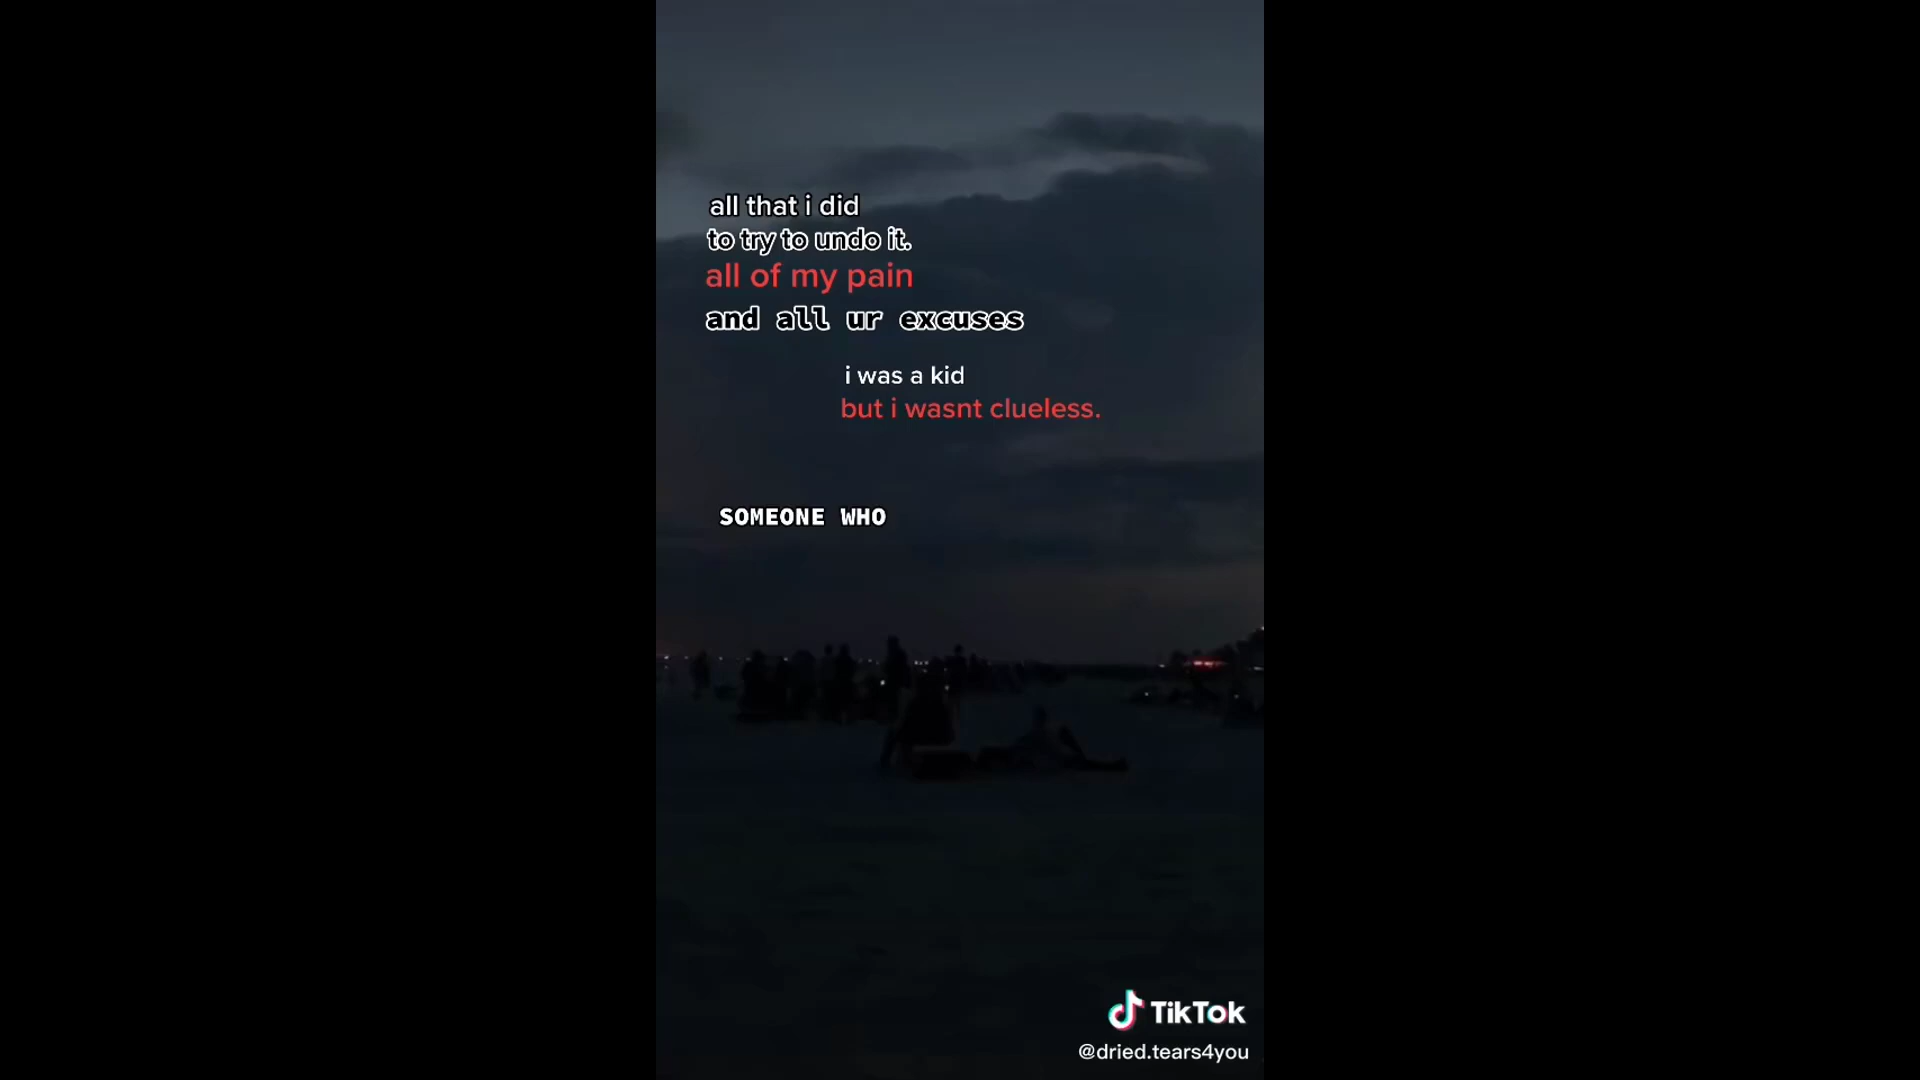 all that i did
to try to undo it.
all of my pain
and all ur excuses
i was a kid
but i wasnt clueless.
SOMEONE WHO
TikTok
@dried.tears4you